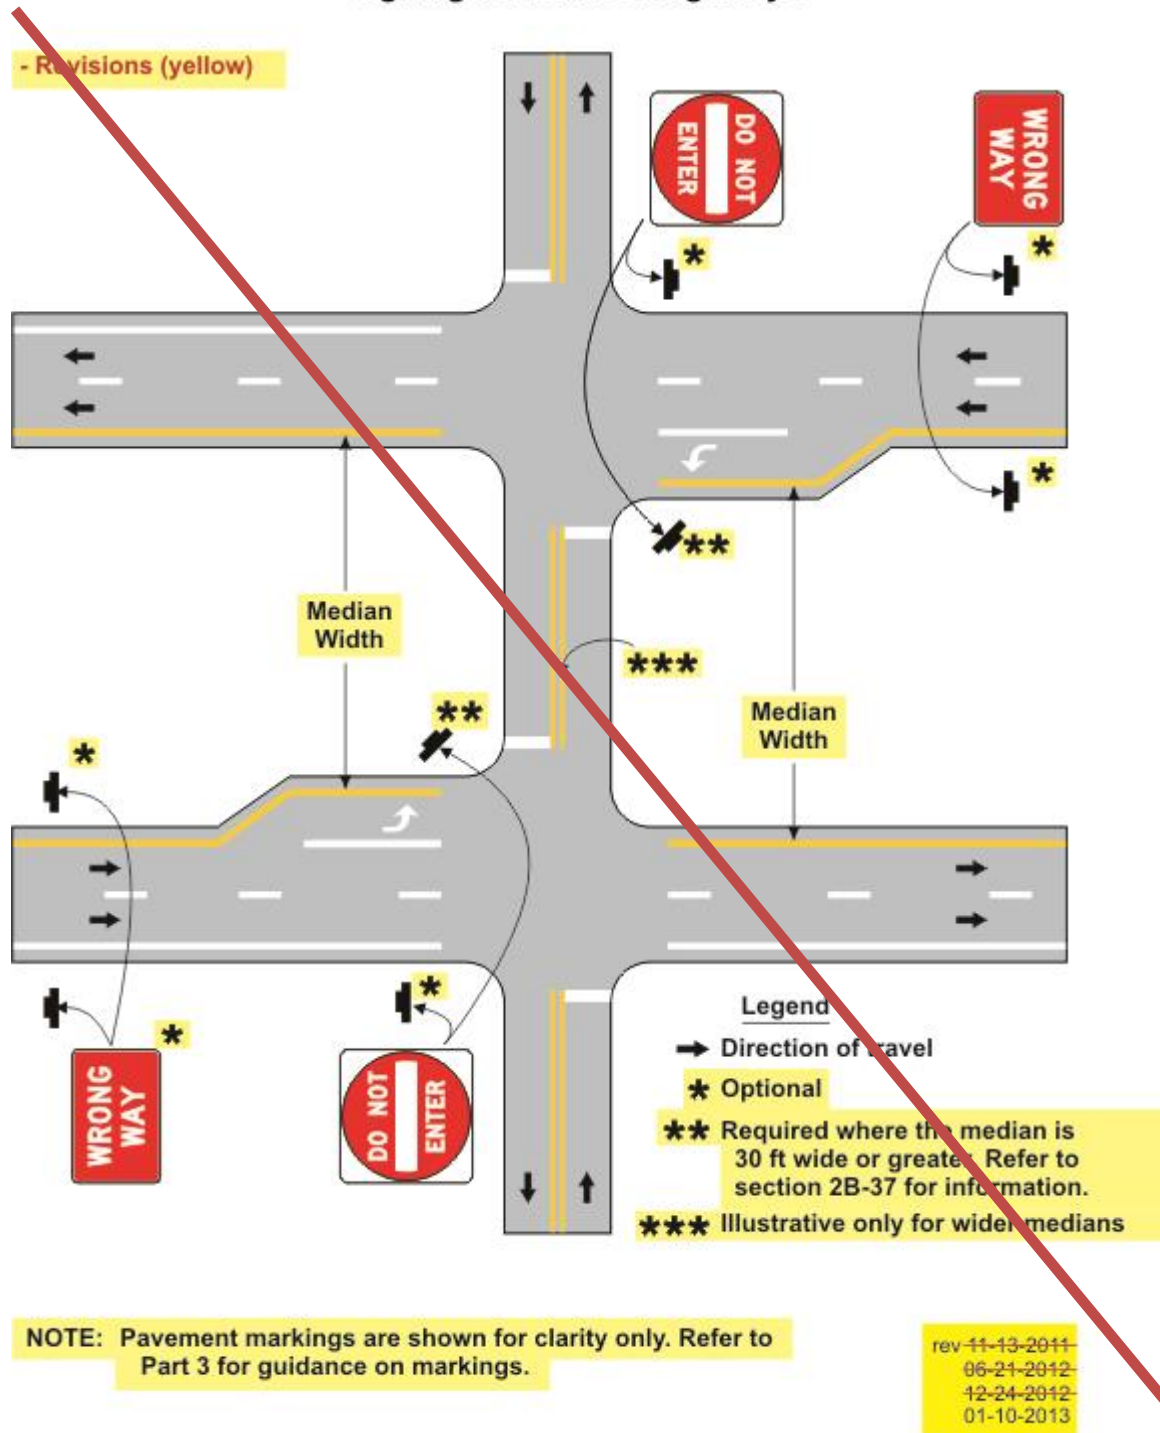 - Revisions (yellow)
DO NOT
ENTER
WRONG
WAY
*
*
*
**
Median
Width
***
**
Median
Width
*
*
*
WRONG
WAY
DO NOT
ENTER
Legend
Direction of travel
* Optional
** Required where the median is
30 ft wide or greater. Refer to
section 2B-37 for information.
*** Illustrative only for wider medians
NOTE: Pavement markings are shown for clarity only. Refer to
Part 3 for guidance on markings.
rev 11-13-2011
06-21-2012
12-24-2012
01-10-2013